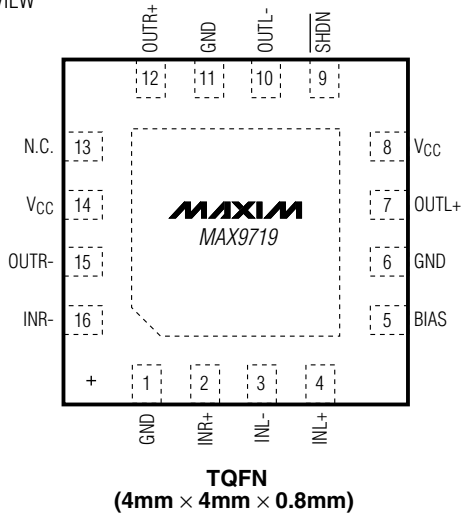 VIEW
OUTR+
GND
OUTL-
SHDN
12
11
10
9
N.C.
13
8
VCC
VCC
14
7
OUTL+
MAXIM
MAX9719
OUTR-
15
6
GND
INR-
16
5
BIAS
+
1
2
3
4
GND
INR+
INL-
INL+
TQFN
(4mm × 4mm × 0.8mm)